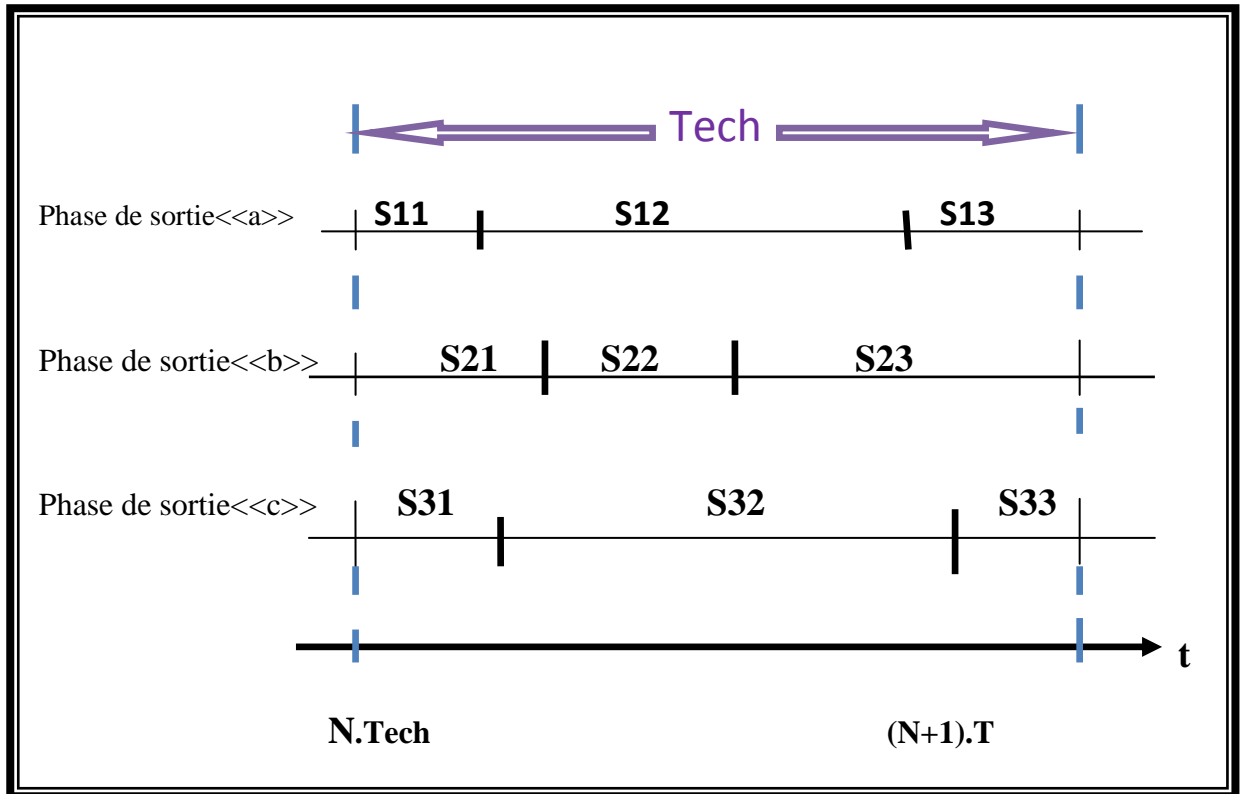 Tech
Phase de sortie<<a>> S11 S12 S13
Phase de sortie<<b>> S21 S22 S23
Phase de sortie<<c>> S31 S32 S33
t
N.Tech (N+1).T